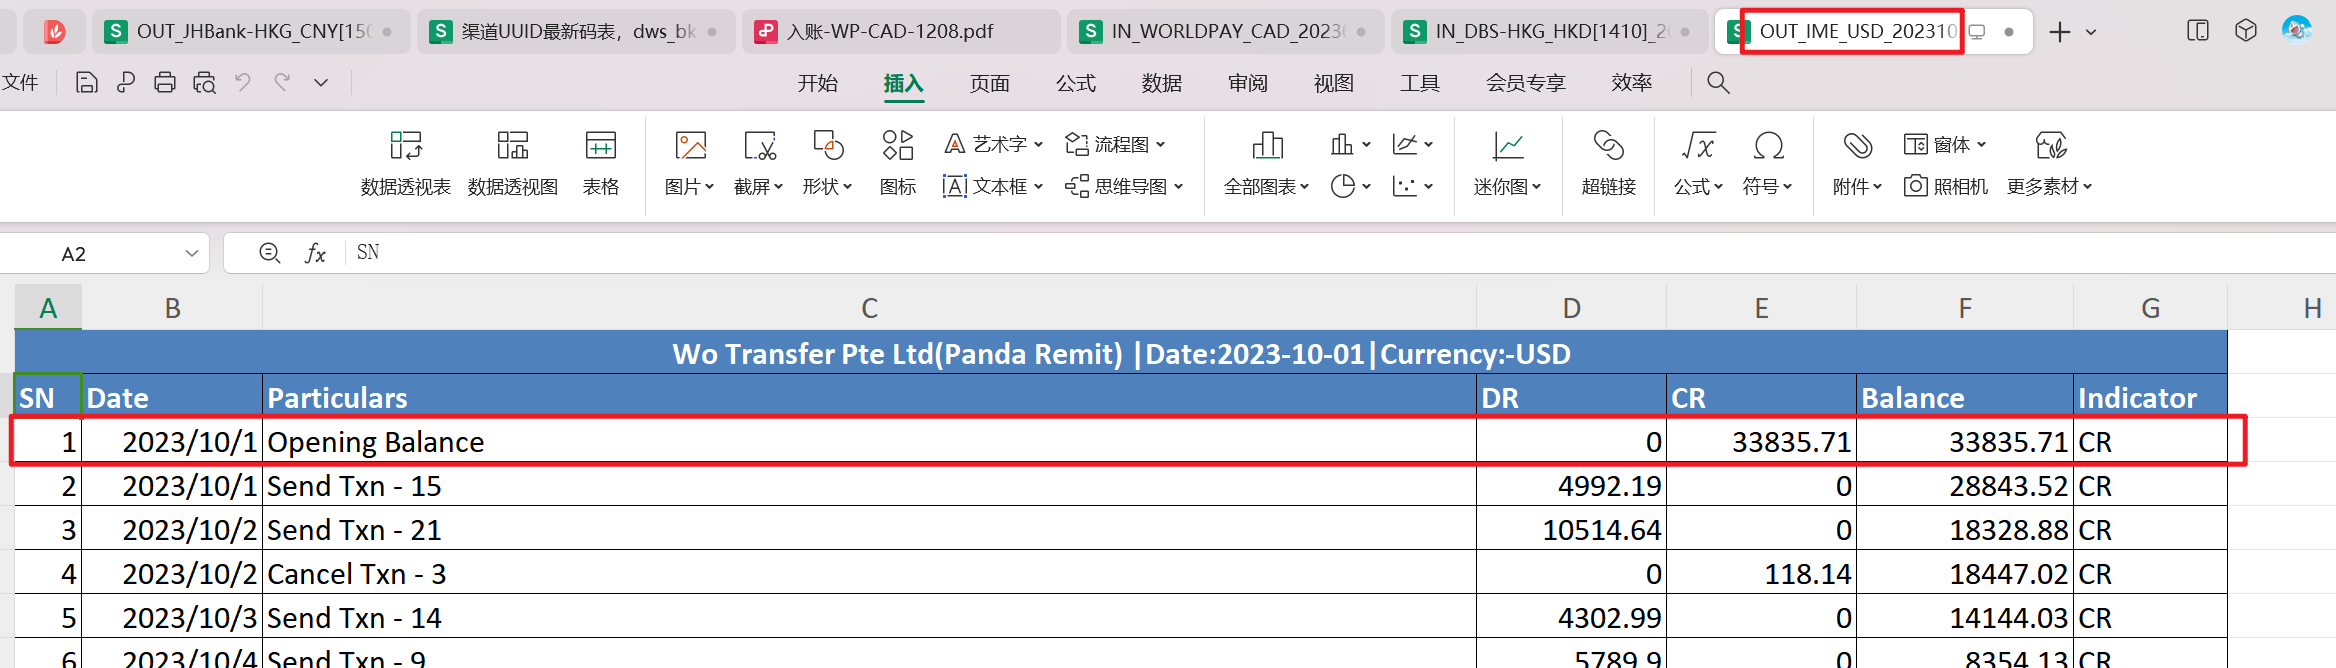 OUT_JHBank-HKG_CNY[150 渠道UUID最新码表，dws_bk 入账-WP-CAD-1208.pdf IN_WORLDPAY_CAD_2023 IN_DBS-HKG_HKD[1410]_2 OUT_IME_USD_202310
文件 开始 插入 页面 公式 数据 审阅 视图 工具 会员专享 效率
艺术字 流程图 窗体
数据透视表 数据透视图 表格 图片 截屏 形状 图标 文本框 思维导图 全部图表 迷你图 超链接 公式 符号 附件 照相机 更多素材
A2 fx SN
A B C D E F G H
Wo Transfer Pte Ltd(Panda Remit) |Date:2023-10-01|Currency:-USD
SN Date Particulars DR CR Balance Indicator
1 2023/10/1 Opening Balance 0 33835.71 33835.71 CR
2 2023/10/1 Send Txn - 15 4992.19 0 28843.52 CR
3 2023/10/2 Send Txn - 21 10514.64 0 18328.88 CR
4 2023/10/2 Cancel Txn - 3 0 118.14 18447.02 CR
5 2023/10/3 Send Txn - 14 4302.99 0 14144.03 CR
6 2023/10/4 Send Txn - 9 5789.9 0 8354.13 CR